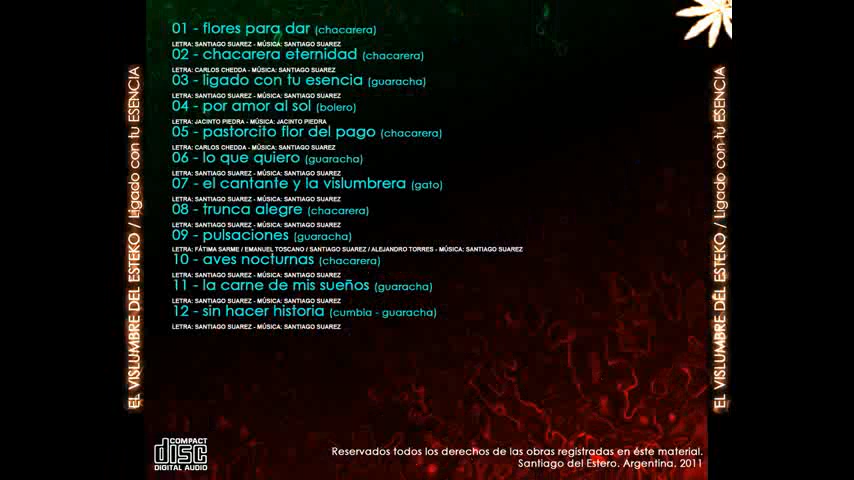 01 - flores para dar (chacarera)
LETRA: SANTIAGO SUAREZ - MÚSICA: SANTIAGO SUAREZ
02 - chacarera eternidad (chacarera)
LETRA: CARLOS CHEDDA - MÚSICA: SANTIAGO SUAREZ
03 - ligado con tu esencia (guaracha)
LETRA: SANTIAGO SUAREZ - MÚSICA: SANTIAGO SUAREZ
04 - por amor al sol (bolero)
LETRA: JACINTO PIEDRA - MÚSICA: JACINTO PIEDRA
05 - pastorcito flor del pago (chacarera)
LETRA: CARLOS CHEDDA - MÚSICA: SANTIAGO SUAREZ
06 - lo que quiero (guaracha)
LETRA: SANTIAGO SUAREZ - MÚSICA: SANTIAGO SUAREZ
07 - el cantante y la vislumbrera (gato)
LETRA: SANTIAGO SUAREZ - MÚSICA: SANTIAGO SUAREZ
08 - trunca alegre (chacarera)
LETRA: SANTIAGO SUAREZ - MÚSICA: SANTIAGO SUAREZ
09 - pulsaciones (guaracha)
LETRA: FÁTIMA SARME / EMANUEL TOSCANO / SANTIAGO SUAREZ / ALEJANDRO TORRES - MÚSICA: SANTIAGO SUAREZ
10 - aves nocturnas (chacarera)
LETRA: SANTIAGO SUAREZ - MÚSICA: SANTIAGO SUAREZ
11 - la carne de mis sueños (guaracha)
LETRA: SANTIAGO SUAREZ - MÚSICA: SANTIAGO SUAREZ
12 - sin hacer historia (cumbia - guaracha)
LETRA: SANTIAGO SUAREZ - MÚSICA: SANTIAGO SUAREZ
EL VISLUMBRE DEL ESTEKO / Ligado con tu ESENCIA
EL VISLUMBRE DEL ESTEKO / Ligado con tu ESENCIA
COMPACT
disc
DIGITAL AUDIO
Reservados todos los derechos de las obras registradas en éste material.
Santiago del Estero. Argentina. 2011